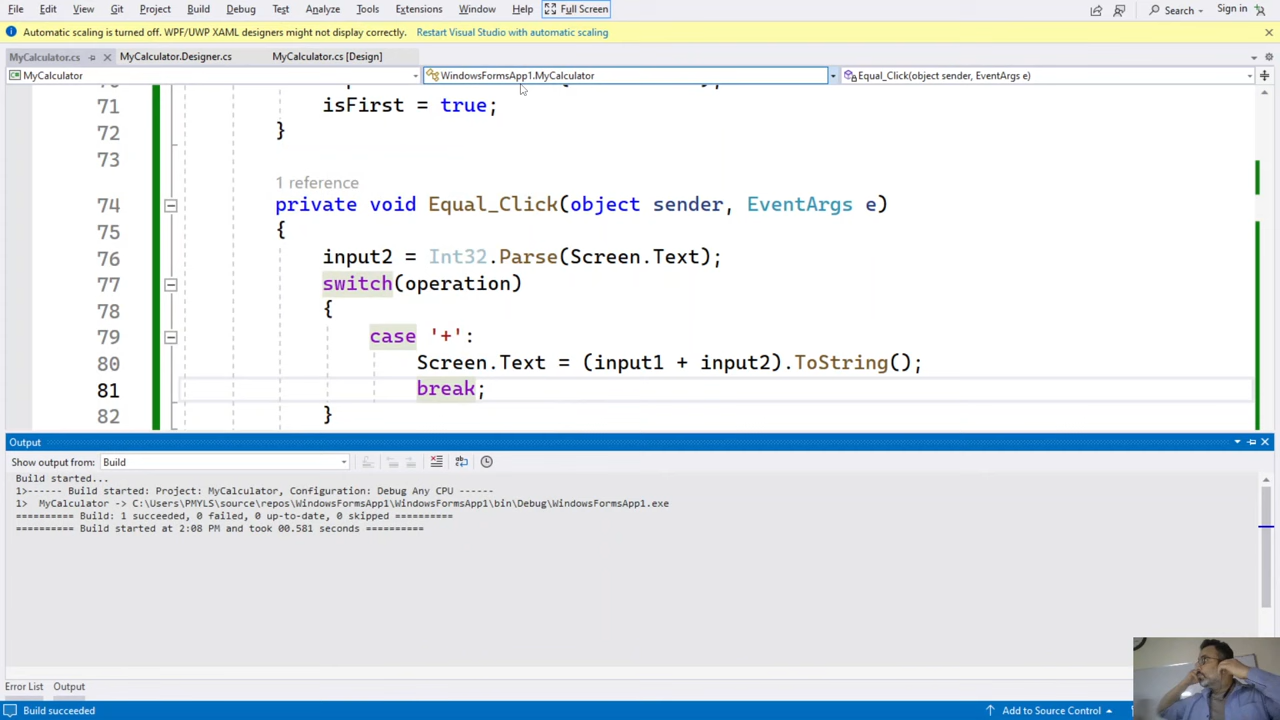 File Edit View Git Project Build Debug Test Analyze Tools Extensions Window Help Full Screen Search Sign in
Automatic scaling is turned off. WPF/UWP XAML designers might not display correctly. Restart Visual Studio with automatic scaling
MyCalculator.cs MyCalculator.Designer.cs MyCalculator.cs [Design]
MyCalculator WindowsFormsApp1.MyCalculator Equal_Click(object sender, EventArgs e)
71 isFirst = true;
72 }
73
1 reference
74 private void Equal_Click(object sender, EventArgs e)
75 {
76 input2 = Int32.Parse(Screen.Text);
77 switch(operation)
78 {
79 case '+':
80 Screen.Text = (input1 + input2).ToString();
81 break;
82 }
Output
Show output from: Build
Build started...
1>------ Build started: Project: MyCalculator, Configuration: Debug Any CPU ------
1> MyCalculator -> C:\Users\PMYLS\source\repos\WindowsFormsApp1\WindowsFormsApp1\bin\Debug\WindowsFormsApp1.exe
========== Build: 1 succeeded, 0 failed, 0 up-to-date, 0 skipped ==========
========== Build started at 2:08 PM and took 00.581 seconds ==========
Error List Output
Build succeeded Add to Source Control